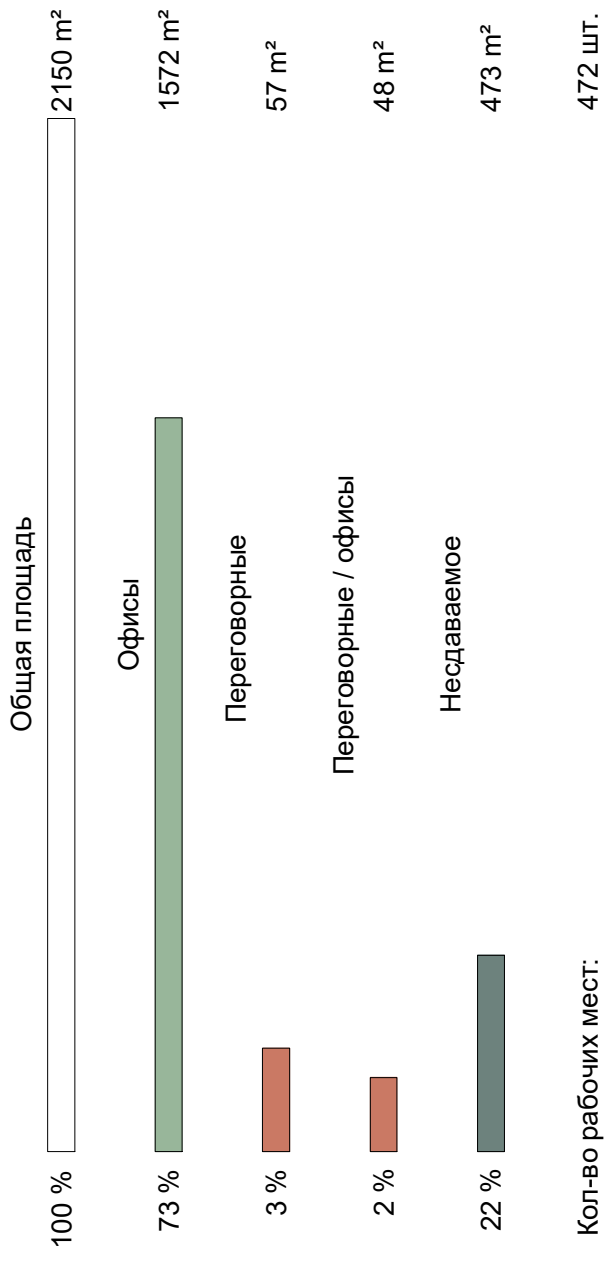 Общая площадь
100 % 2150 m²
Офисы
73 % 1572 m²
Переговорные
3 % 57 m²
Переговорные / офисы
2 % 48 m²
Несдаваемое
22 % 473 m²
Кол-во рабочих мест: 472 шт.